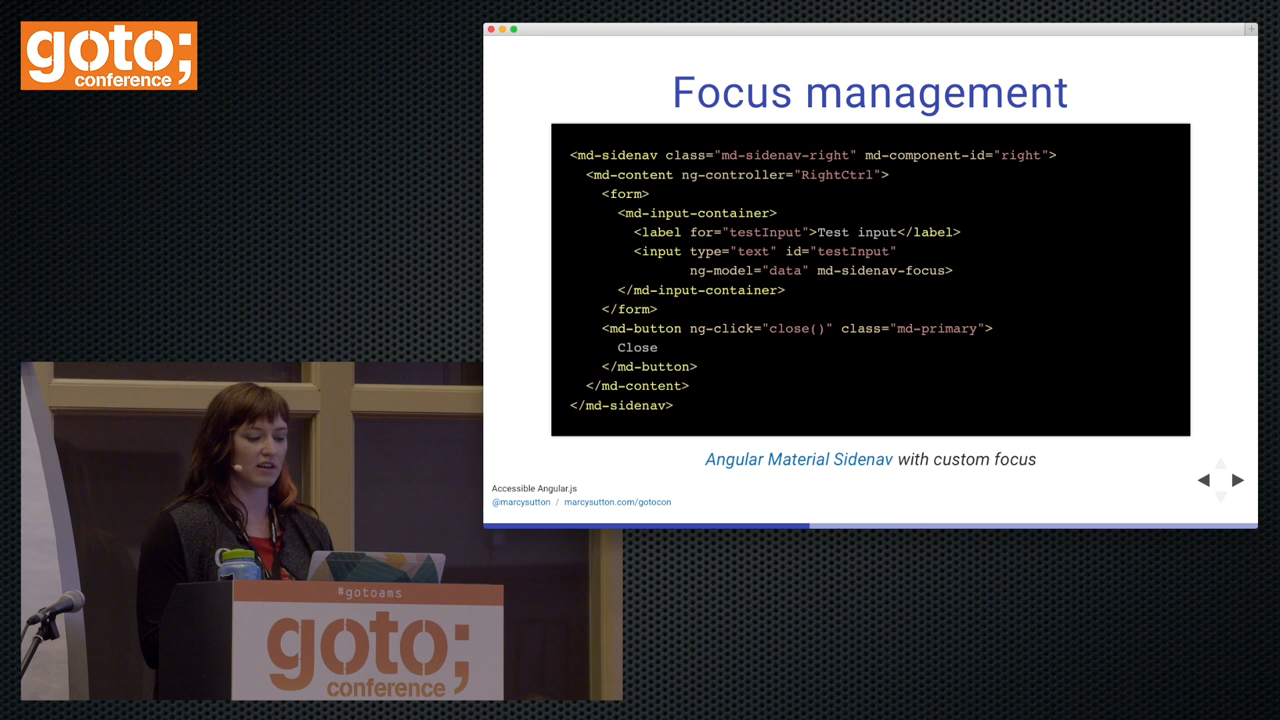 goto;
conference
Focus management
<md-sidenav class="md-sidenav-right" md-component-id="right">
<md-content ng-controller="RightCtrl">
<form>
<md-input-container>
<label for="testInput">Test input</label>
<input type="text" id="testInput"
ng-model="data" md-sidenav-focus>
</md-input-container>
</form>
<md-button ng-click="close()" class="md-primary">
Close
</md-button>
</md-content>
</md-sidenav>
Angular Material Sidenav with custom focus
Accessible Angular.js
@marcysutton / marcysutton.com/gotocon
#gotoams
goto;
conference